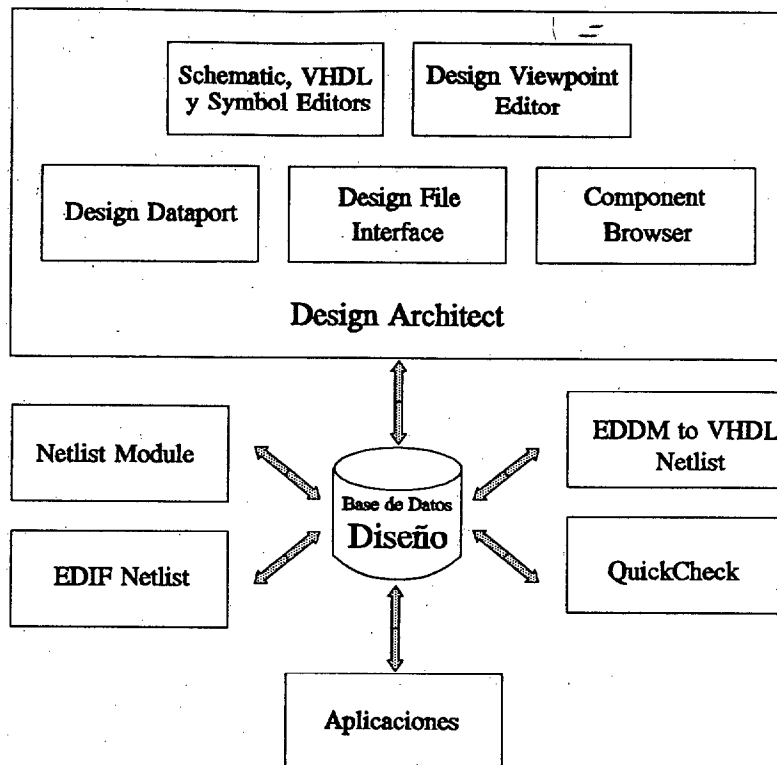 Schematic, VHDL
y Symbol Editors
Design Viewpoint
Editor
Design Dataport
Design File
Interface
Component
Browser
Design Architect
Netlist Module
EDDM to VHDL
Netlist
Base de Datos
Diseño
EDIF Netlist
QuickCheck
Aplicaciones